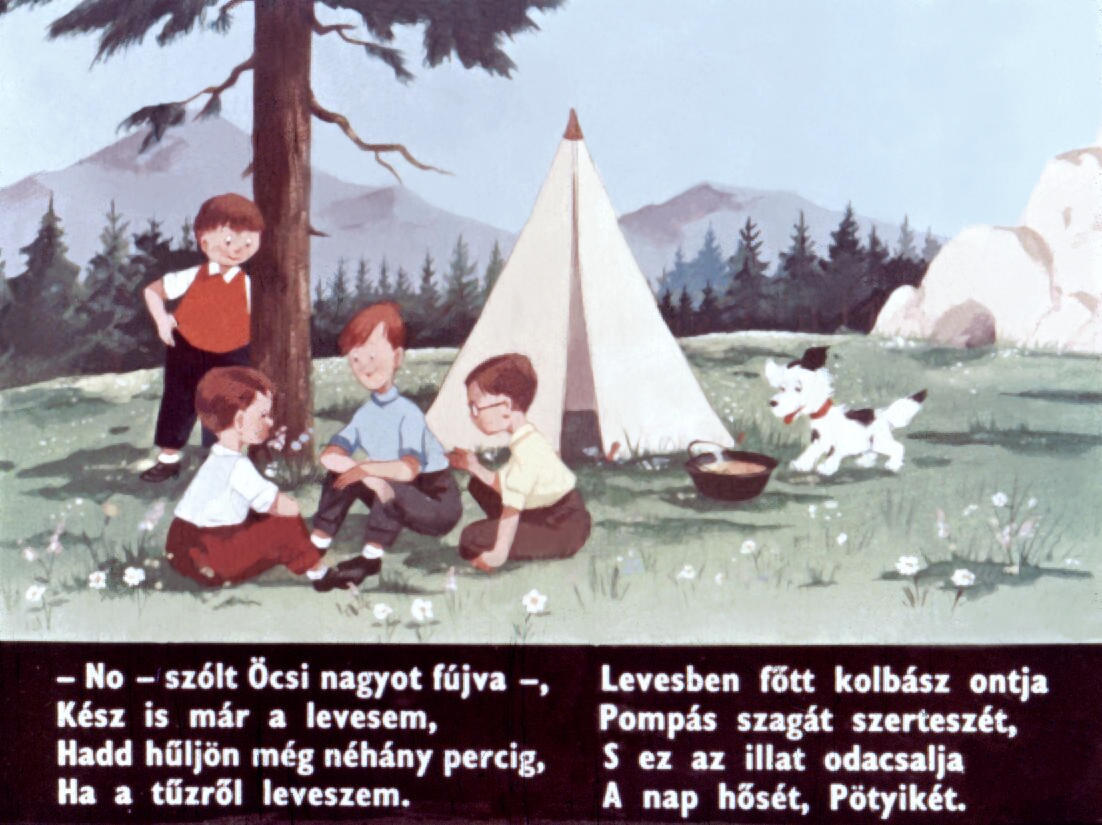 – No – szólt Öcsi nagyot fújva –,
Kész is már a levesem,
Hadd hűljön még néhány percig,
Ha a tűzről leveszem.
Levesben főtt kolbász ontja
Pompás szagát szerteszét,
S ez az illat odacsalja
A nap hősét, Pötyikét.